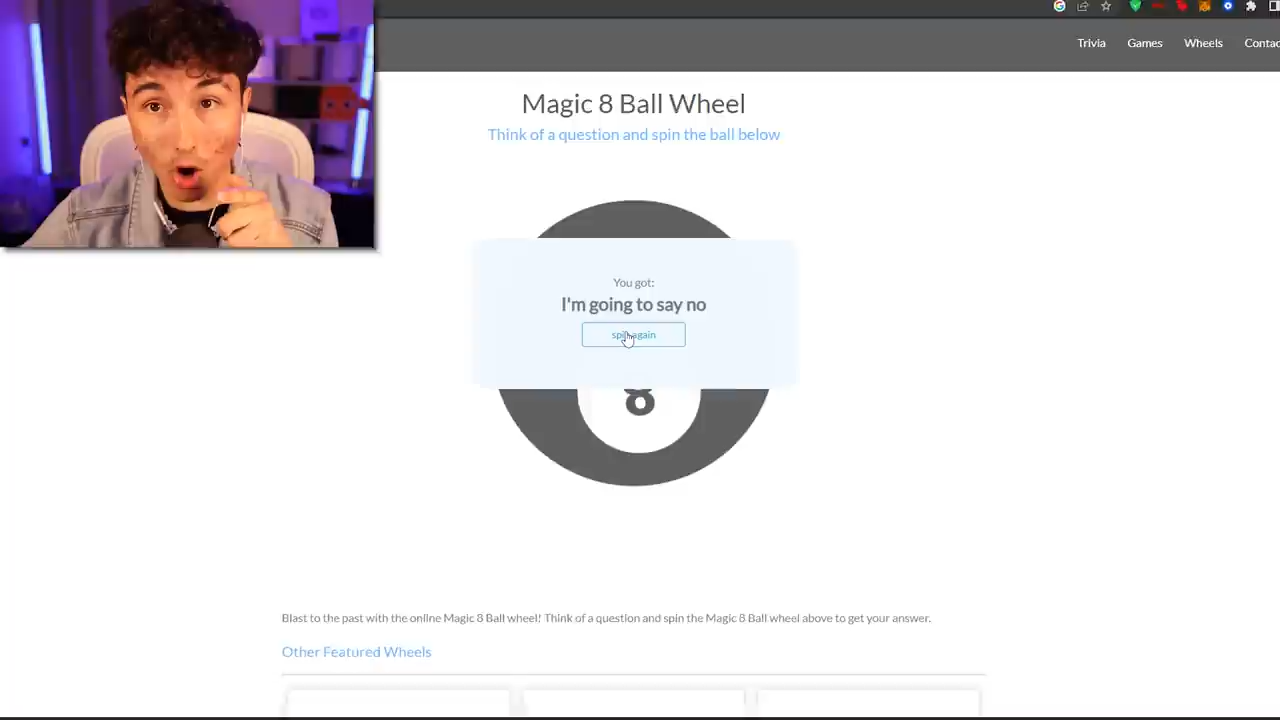 Trivia Games Wheels Contac
Magic 8 Ball Wheel
Think of a question and spin the ball below
You got:
I'm going to say no
spin again
8
Blast to the past with the online Magic 8 Ball wheel! Think of a question and spin the Magic 8 Ball wheel above to get your answer.
Other Featured Wheels